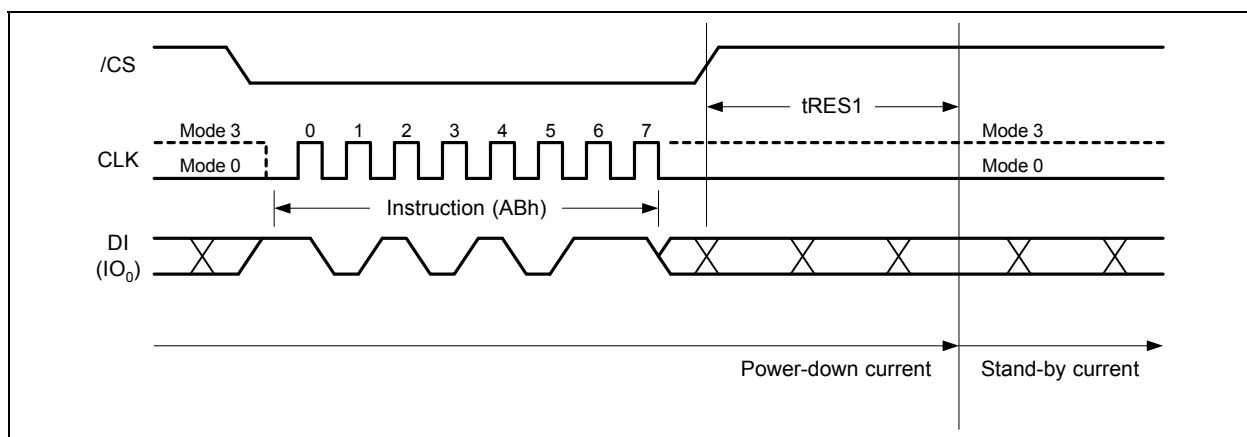 /CS
tRES1
Mode 3
0 1 2 3 4 5 6 7
Mode 3
CLK
Mode 0
Mode 0
Instruction (ABh)
DI
(IO₀)
Power-down current
Stand-by current